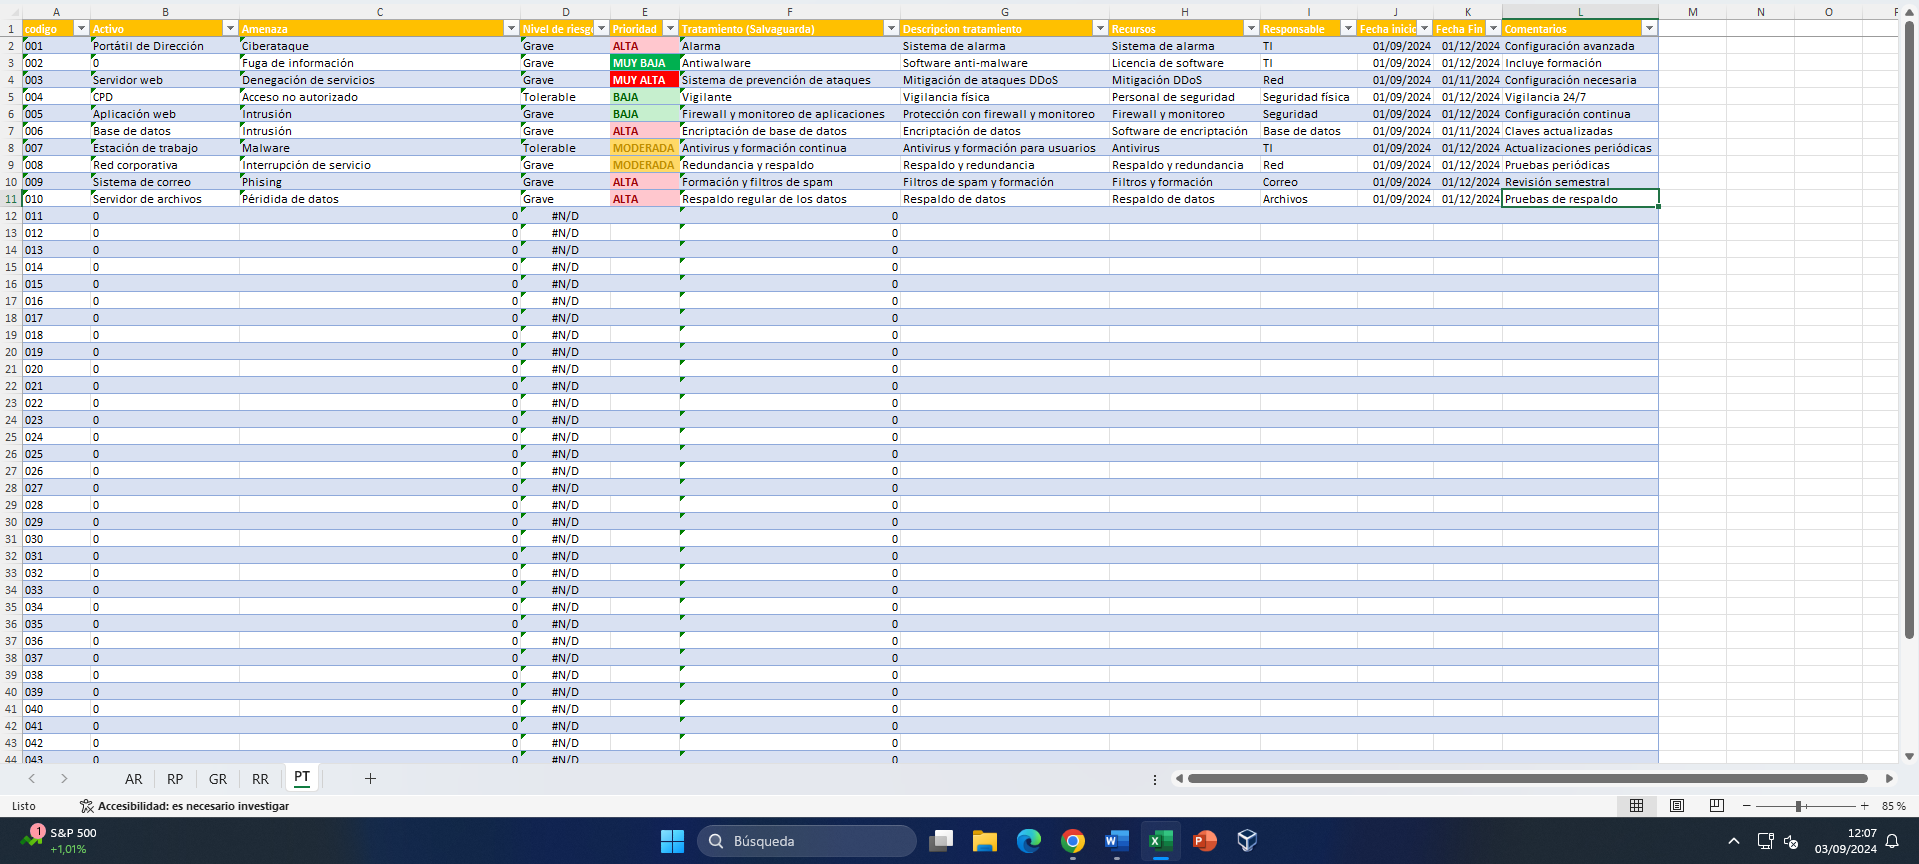 A B C D E F G H I J K L M N O P
1 codigo Activo Amenaza Nivel de riesg Prioridad Tratamiento (Salvaguarda) Descripcion tratamiento Recursos Responsable Fecha inicio Fecha Fin Comentarios
2 001 Portátil de Dirección Ciberataque Grave ALTA Alarma Sistema de alarma Sistema de alarma TI 01/09/2024 01/12/2024 Configuración avanzada
3 002 0 Fuga de información Grave MUY BAJA Antiwalware Software anti-malware Licencia de software TI 01/09/2024 01/12/2024 Incluye formación
4 003 Servidor web Denegación de servicios Grave MUY ALTA Sistema de prevención de ataques Mitigación de ataques DDoS Mitigación DDoS Red 01/09/2024 01/11/2024 Configuración necesaria
5 004 CPD Acceso no autorizado Tolerable BAJA Vigilante Vigilancia física Personal de seguridad Seguridad física 01/09/2024 01/12/2024 Vigilancia 24/7
6 005 Aplicación web Intrusión Grave BAJA Firewall y monitoreo de aplicaciones Protección con firewall y monitoreo Firewall y monitoreo Seguridad 01/09/2024 01/12/2024 Configuración continua
7 006 Base de datos Intrusión Grave ALTA Encriptación de base de datos Encriptación de datos Software de encriptación Base de datos 01/09/2024 01/11/2024 Claves actualizadas
8 007 Estación de trabajo Malware Tolerable MODERADA Antivirus y formación continua Antivirus y formación para usuarios Antivirus TI 01/09/2024 01/12/2024 Actualizaciones periódicas
9 008 Red corporativa Interrupción de servicio Grave MODERADA Redundancia y respaldo Respaldo y redundancia Respaldo y redundancia Red 01/09/2024 01/12/2024 Pruebas periódicas
10 009 Sistema de correo Phising Grave ALTA Formación y filtros de spam Filtros de spam y formación Filtros y formación Correo 01/09/2024 01/12/2024 Revisión semestral
11 010 Servidor de archivos Péridida de datos Grave ALTA Respaldo regular de los datos Respaldo de datos Respaldo de datos Archivos 01/09/2024 01/12/2024 Pruebas de respaldo
12 011 0 0 #N/D 0
13 012 0 0 #N/D 0
14 013 0 0 #N/D 0
15 014 0 0 #N/D 0
16 015 0 0 #N/D 0
17 016 0 0 #N/D 0
18 017 0 0 #N/D 0
19 018 0 0 #N/D 0
20 019 0 0 #N/D 0
21 020 0 0 #N/D 0
22 021 0 0 #N/D 0
23 022 0 0 #N/D 0
24 023 0 0 #N/D 0
25 024 0 0 #N/D 0
26 025 0 0 #N/D 0
27 026 0 0 #N/D 0
28 027 0 0 #N/D 0
29 028 0 0 #N/D 0
30 029 0 0 #N/D 0
31 030 0 0 #N/D 0
32 031 0 0 #N/D 0
33 032 0 0 #N/D 0
34 033 0 0 #N/D 0
35 034 0 0 #N/D 0
36 035 0 0 #N/D 0
37 036 0 0 #N/D 0
38 037 0 0 #N/D 0
39 038 0 0 #N/D 0
40 039 0 0 #N/D 0
41 040 0 0 #N/D 0
42 041 0 0 #N/D 0
43 042 0 0 #N/D 0
44 043 0 0 #N/D 0
AR RP GR RR PT
Listo Accesibilidad: es necesario investigar 85 %
1 S&P 500 Búsqueda 12:07
+1,01% 03/09/2024